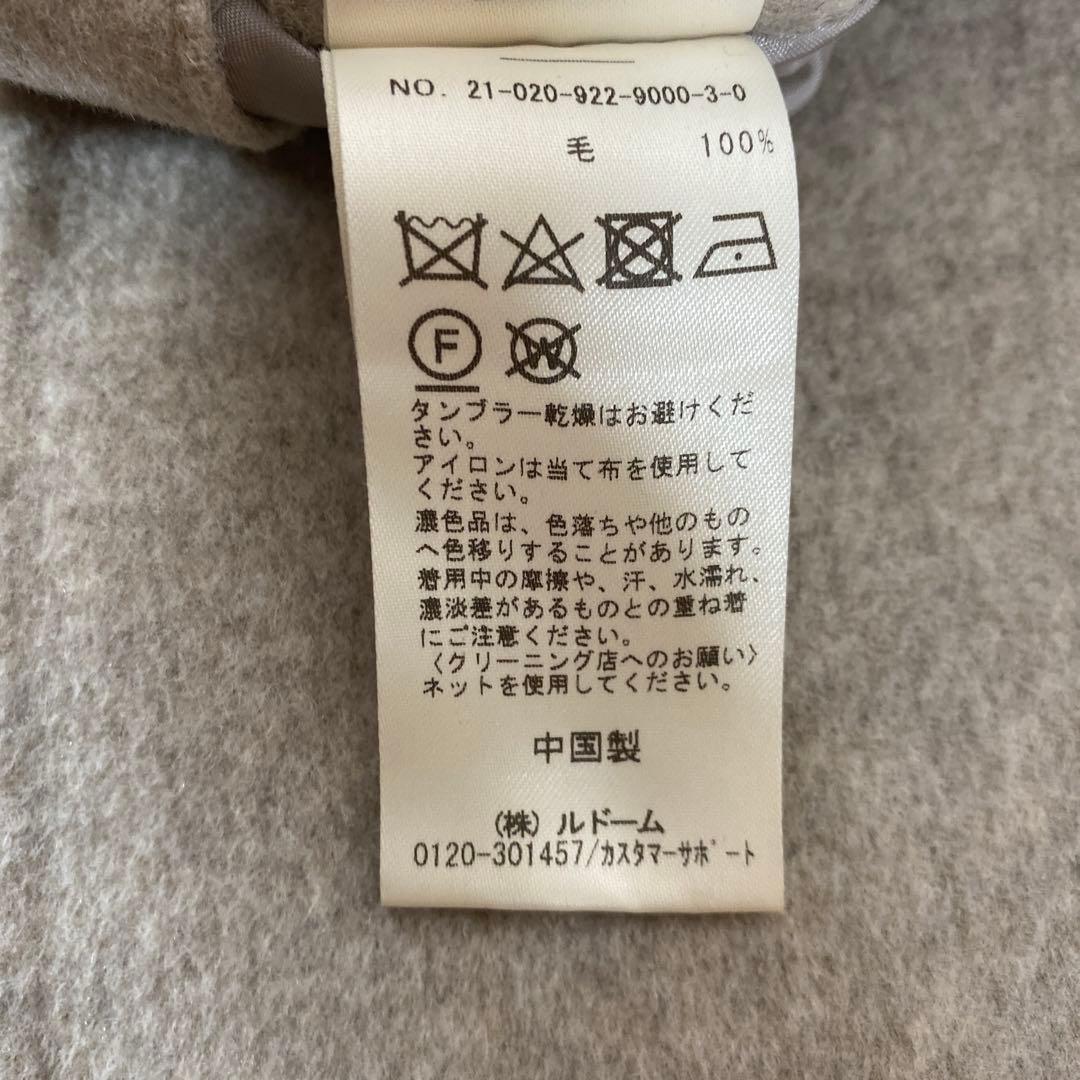 NO. 21-020-922-9000-3-0
毛 100%
F
W
タンブラー乾燥はお避けくだ
さい。
アイロンは当て布を使用して
ください。
濃色品は、色落ちや他のもの
へ色移りすることがあります。
着用中の摩擦や、汗、水濡れ、
濃淡差があるものとの重ね着
にご注意ください。
〈クリーニング店へのお願い〉
ネットを使用してください。
中国製
(株) ルドーム
0120-301457/カスタマーサポート